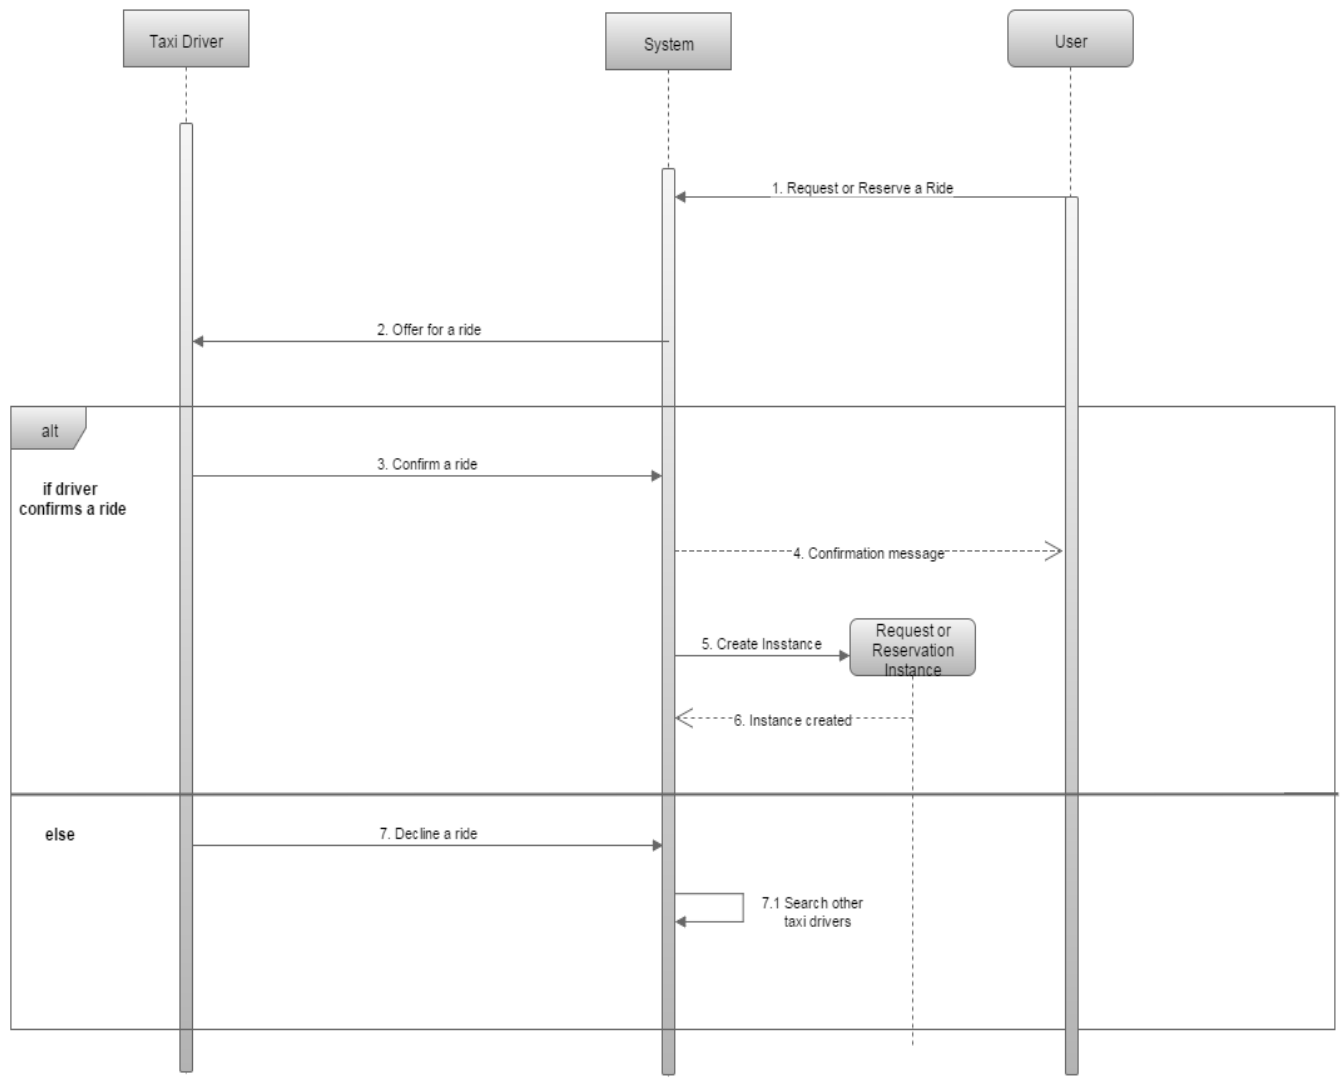 Taxi Driver
System
User
1. Request or Reserve a Ride
2. Offer for a ride
alt
if driver
confirms a ride
3. Confirm a ride
4. Confirmation message
5. Create Insstance
Request or
Reservation
Instance
6. Instance created
else
7. Decline a ride
7.1 Search other
taxi drivers